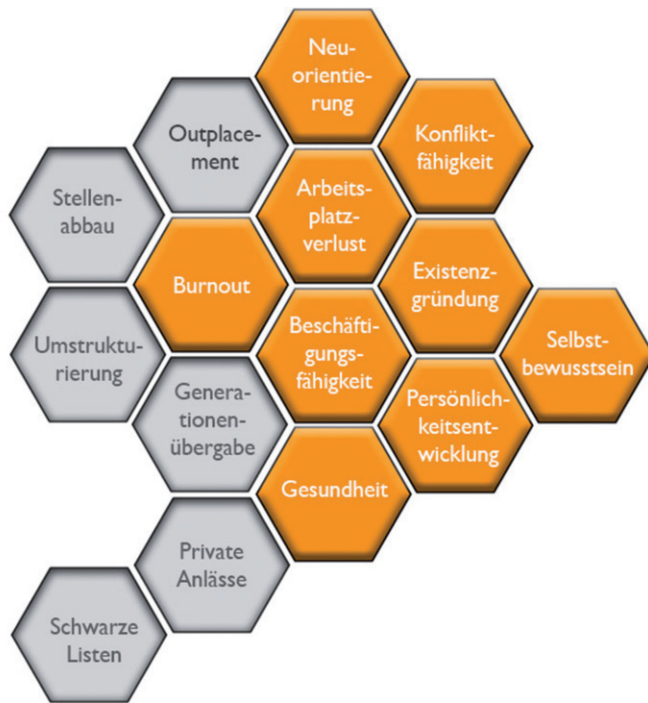 Neu-
orientie-
rung
Outplace-
ment
Konflikt-
fähigkeit
Stellen-
abbau
Arbeits-
platz-
verlust
Burnout
Existenz-
gründung
Umstruktu-
rierung
Beschäfti-
gungs-
fähigkeit
Selbst-
bewusstsein
Genera-
tionen-
übergabe
Persönlich-
keitsent-
wicklung
Gesundheit
Private
Anlässe
Schwarze
Listen